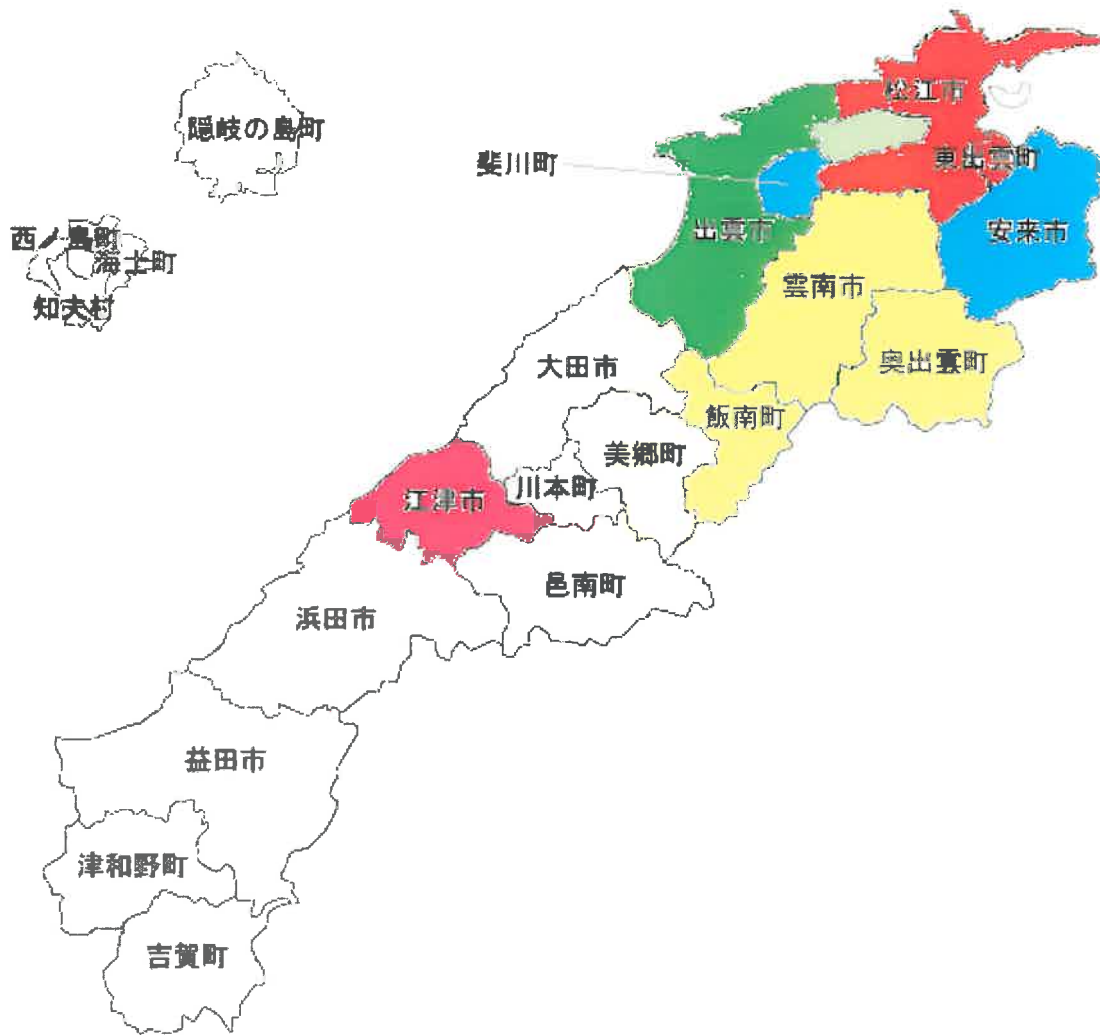 松江市
隠岐の島町
斐川町
東出雲町
西ノ島町
海士町
出雲市
安来市
知夫村
雲南市
大田市
奥出雲町
飯南町
美郷町
川本町
江津市
邑南町
浜田市
益田市
津和野町
吉賀町